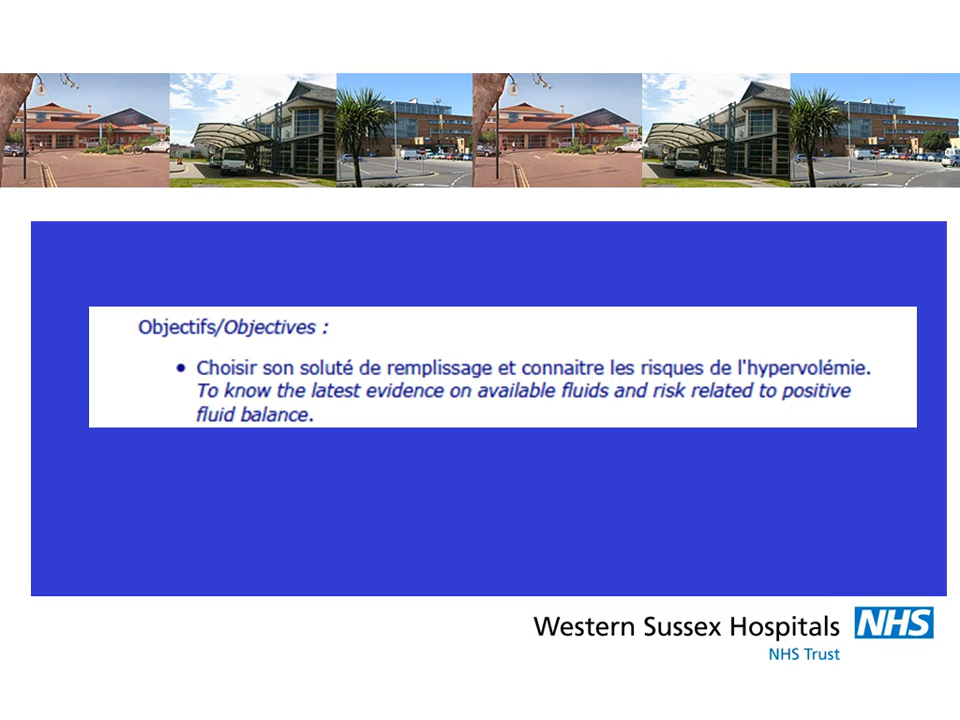 Objectifs/Objectives :
• Choisir son soluté de remplissage et connaitre les risques de l'hypervolémie.
To know the latest evidence on available fluids and risk related to positive
fluid balance.
Western Sussex Hospitals NHS
NHS Trust